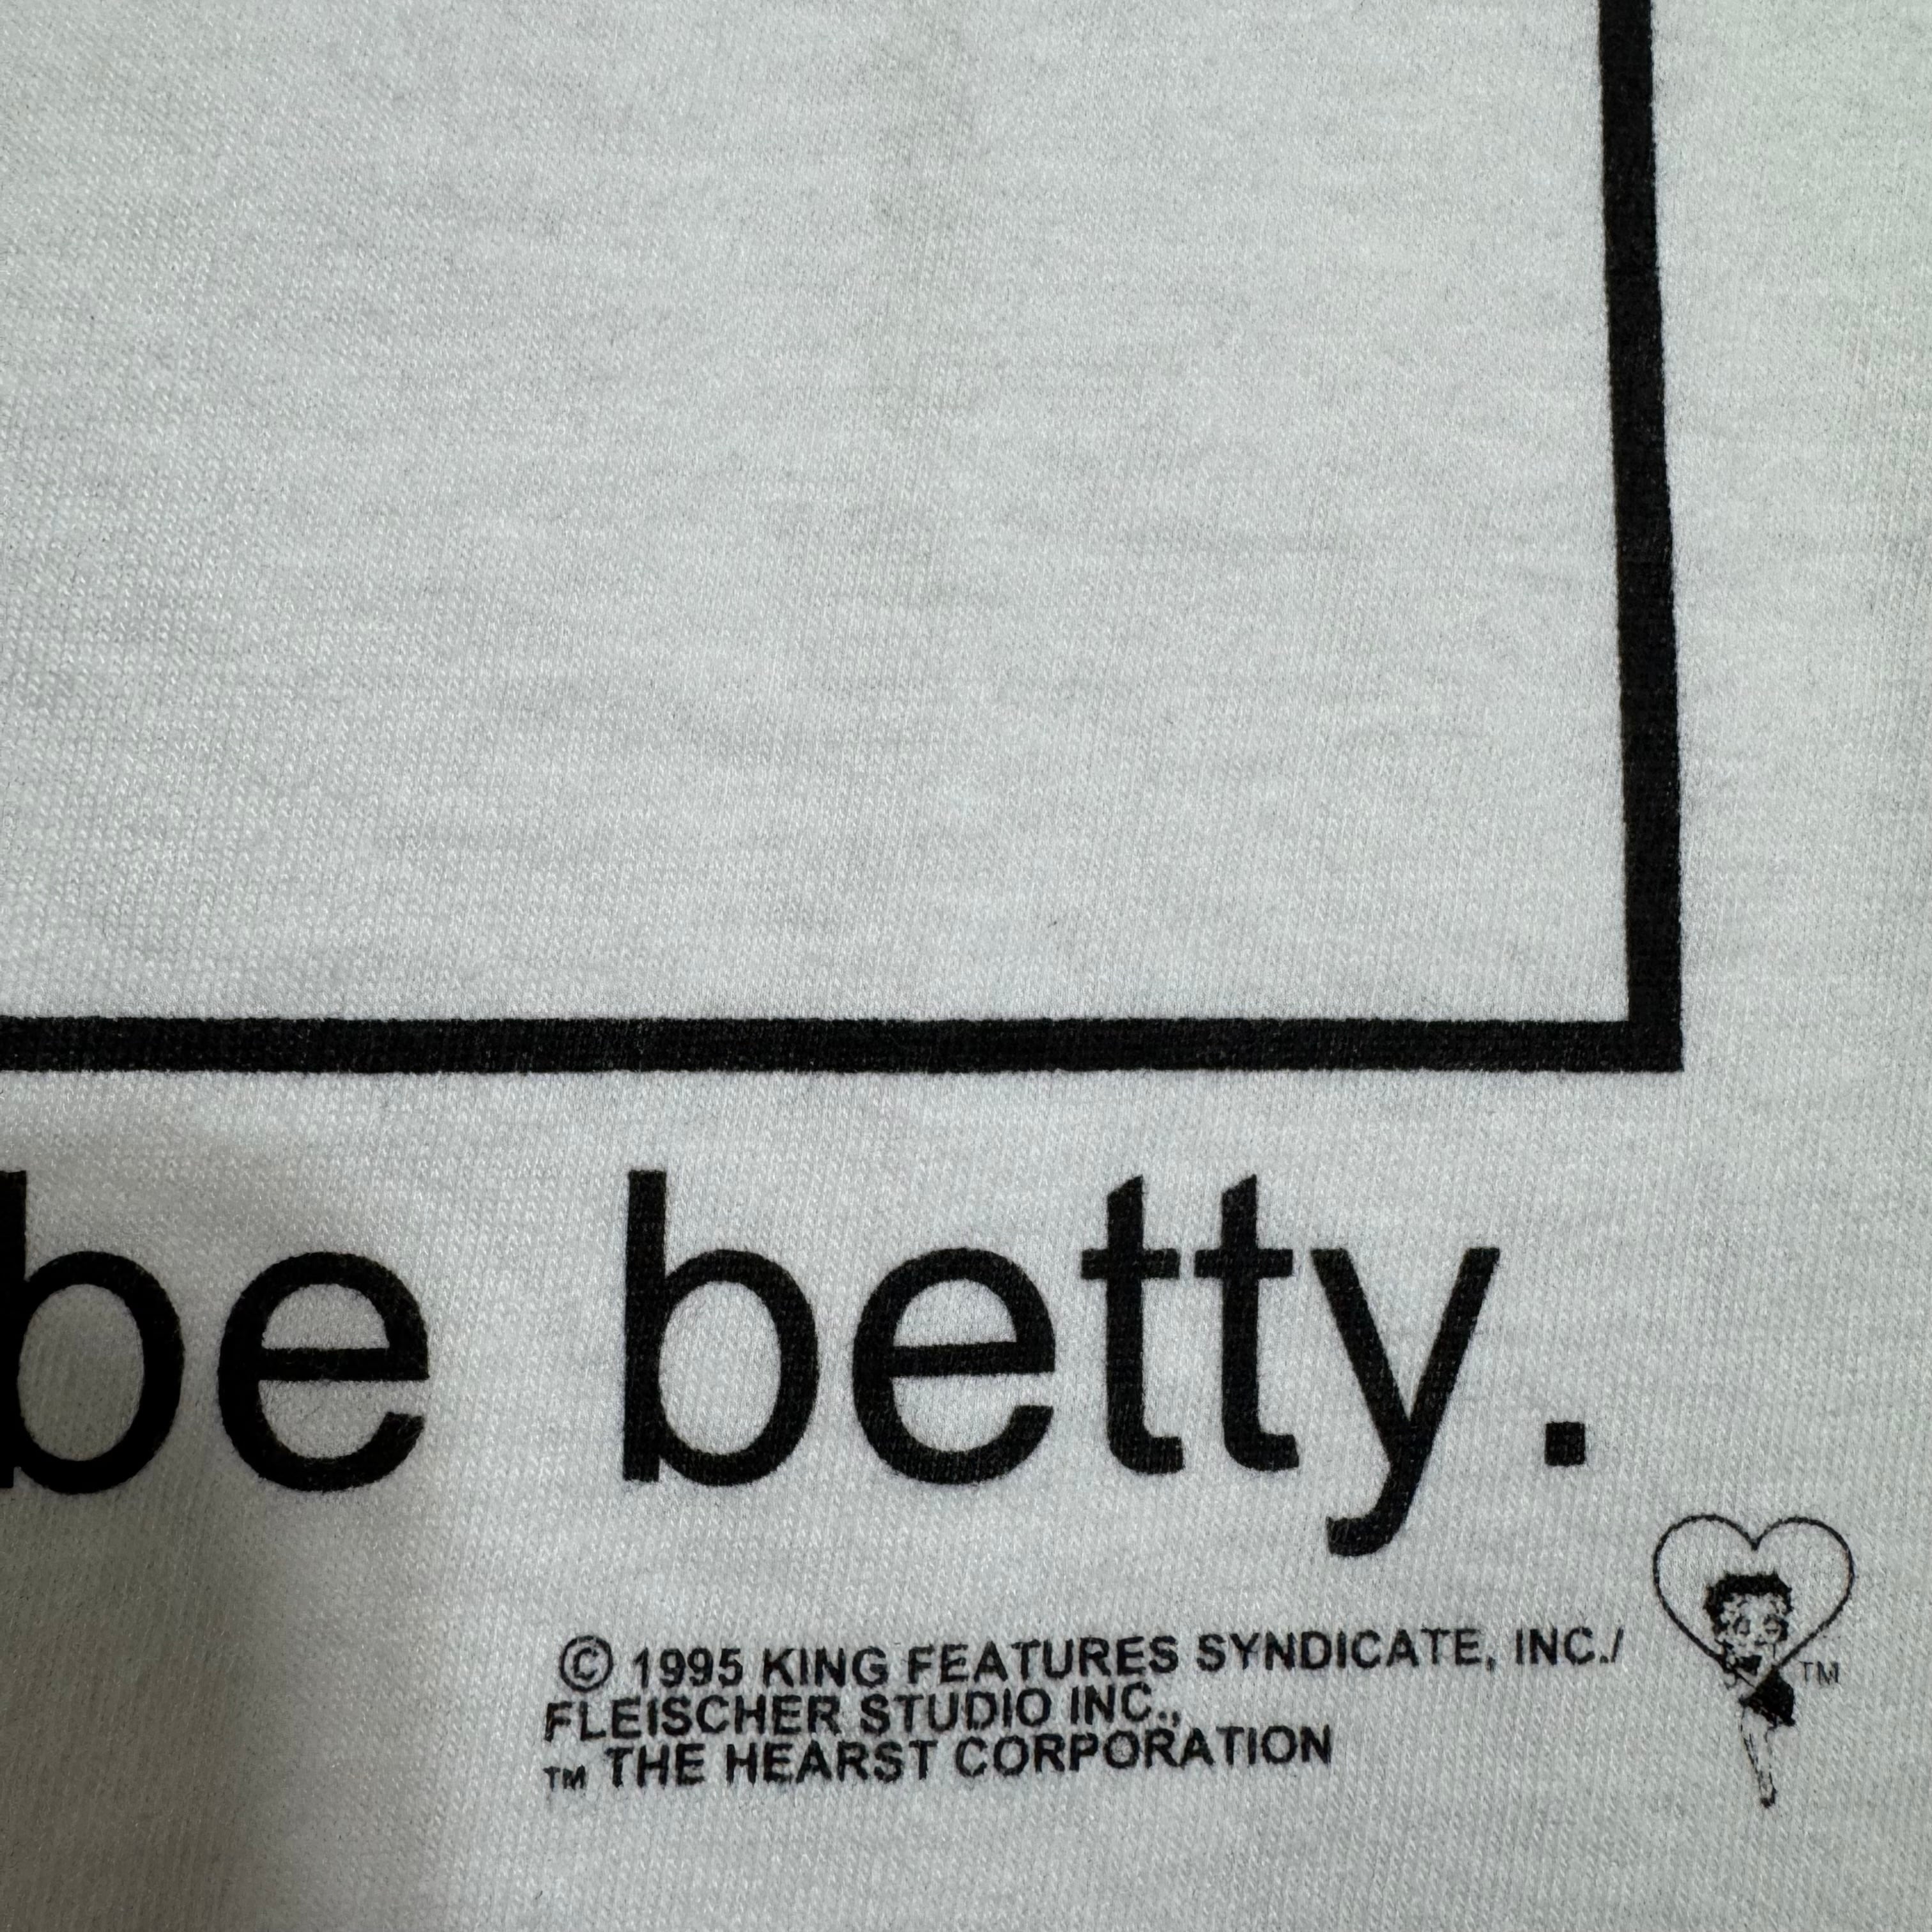 be betty.
© 1995 KING FEATURES SYNDICATE, INC./
FLEISCHER STUDIO INC.,
™ THE HEARST CORPORATION
TM